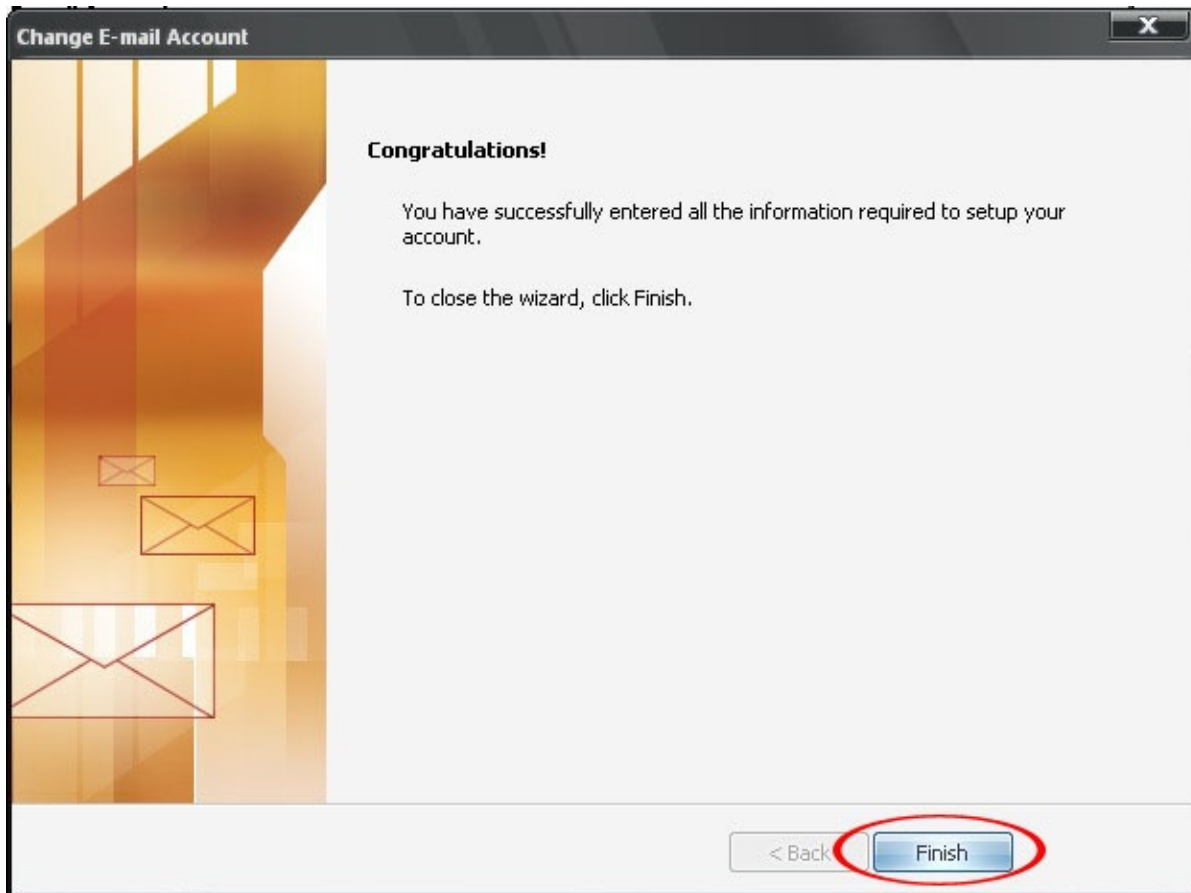 Change E-mail Account
X
Congratulations!
You have successfully entered all the information required to setup your
account.
To close the wizard, click Finish.
< Back
Finish